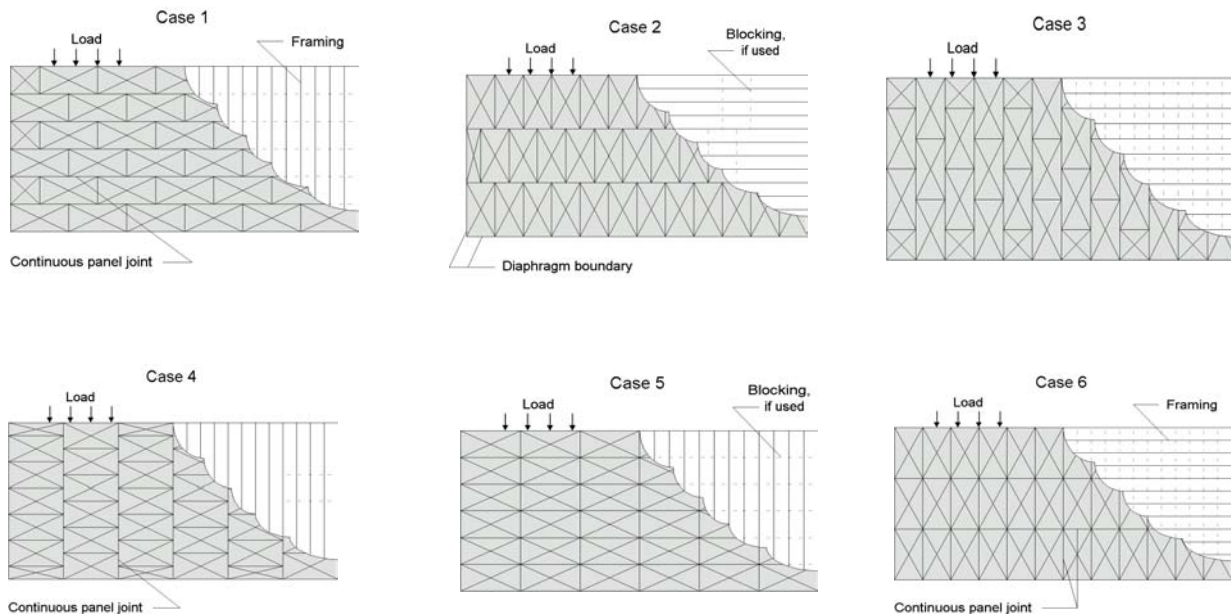 Case 1
Load
Framing
Continuous panel joint
Case 2
Load
Blocking,
if used
Diaphragm boundary
Case 3
Load
Case 4
Load
Continuous panel joint
Case 5
Load
Blocking,
if used
Case 6
Load
Framing
Continuous panel joint